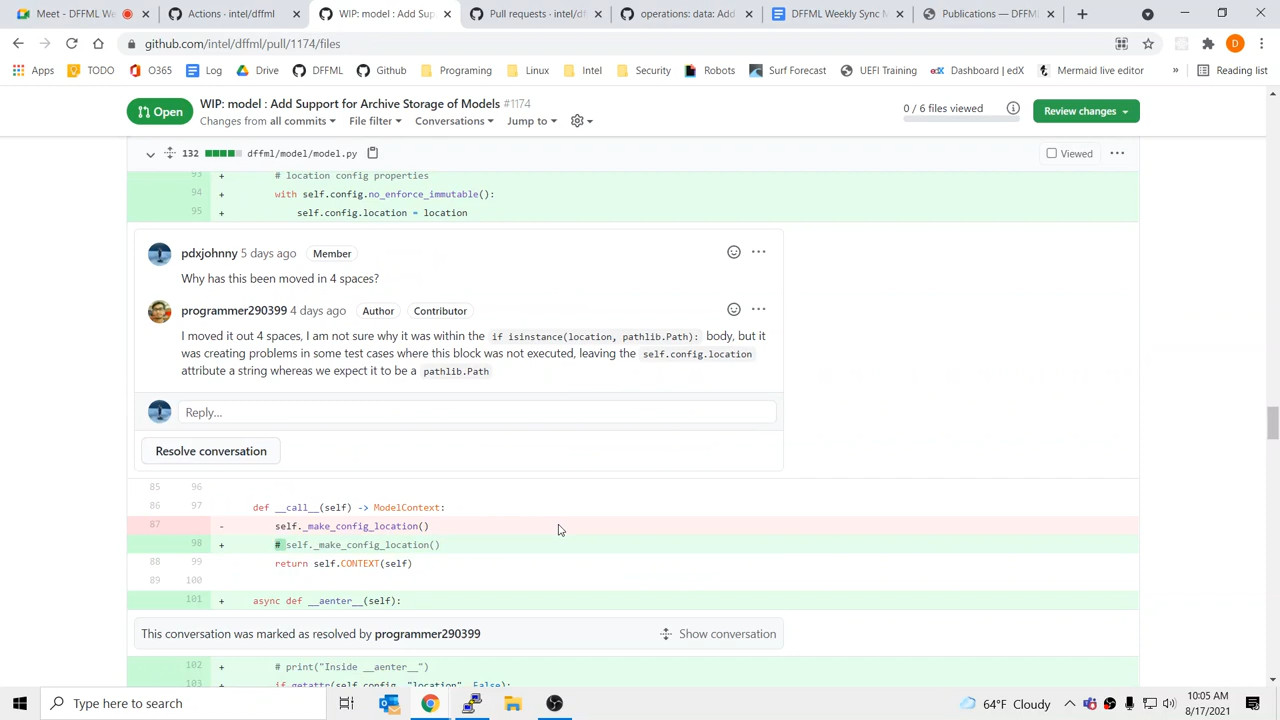 Meet - DFFML W
Actions - intel/dffml
WIP: model : Add Sup
Pull requests - intel/df
operations: data: Add
DFFML Weekly Sync M
Publications — DFFML
github.com/intel/dffml/pull/1174/files
D
Apps
TODO
O365
Log
Drive
DFFML
Github
Programing
Linux
Intel
Security
Robots
Surf Forecast
UEFI Training
Dashboard | edX
Mermaid live editor
»
Reading list
Open
WIP: model : Add Support for Archive Storage of Models #1174
Changes from all commits
File filter
Conversations
Jump to
0 / 6 files viewed
Review changes
132 dffml/model/model.py
Viewed
93 + # location config properties
94 + with self.config.no_enforce_immutable():
95 + self.config.location = location
pdxjohnny 5 days ago Member
Why has this been moved in 4 spaces?
programmer290399 4 days ago Author Contributor
I moved it out 4 spaces, I am not sure why it was within the if isinstance(location, pathlib.Path): body, but it
was creating problems in some test cases where this block was not executed, leaving the self.config.location
attribute a string whereas we expect it to be a pathlib.Path
Reply...
Resolve conversation
85 96
86 97 def __call__(self) -> ModelContext:
87 - self._make_config_location()
98 + # self._make_config_location()
88 99 return self.CONTEXT(self)
89 100
101 + async def __aenter__(self):
This conversation was marked as resolved by programmer290399
Show conversation
102 + # print("Inside __aenter__")
103 + if getattr(self.config, "location", False):
Type here to search
64°F Cloudy
10:05 AM
8/17/2021